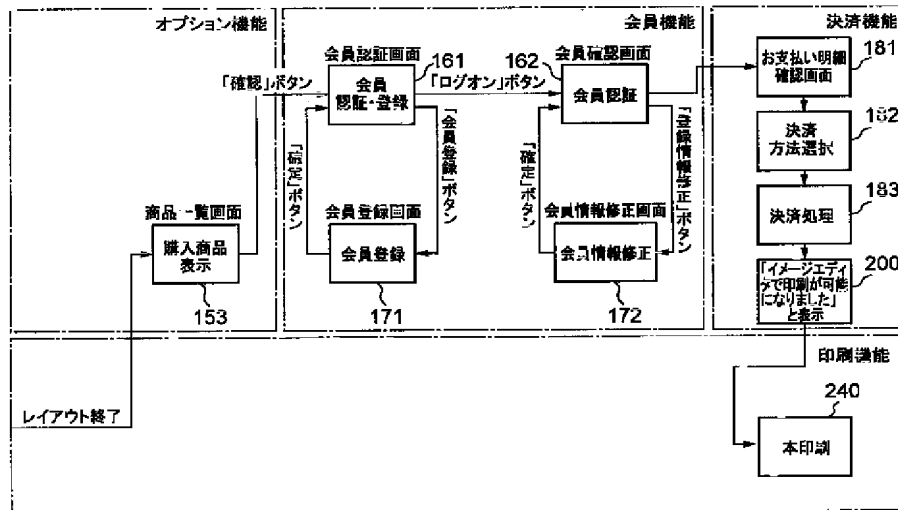 オプション機能
会員機能
決済機能
会員認証画面
161
162
会員確認画面
181
「確認」ボタン
会員
認証・登録
「ログオン」ボタン
会員認証
お支払い明細
確認画面
182
決済
方法選択
「確定」ボタン
「会員登録」ボタン
「確定」ボタン
「登録情報修正」ボタン
183
決済処理
商品一覧画面
購入商品
表示
153
会員登録画面
会員登録
171
会員情報修正画面
会員情報修正
172
200
「イメージエディ
タで印刷が可能
になりました」
と表示
印刷機能
レイアウト終了
240
本印刷